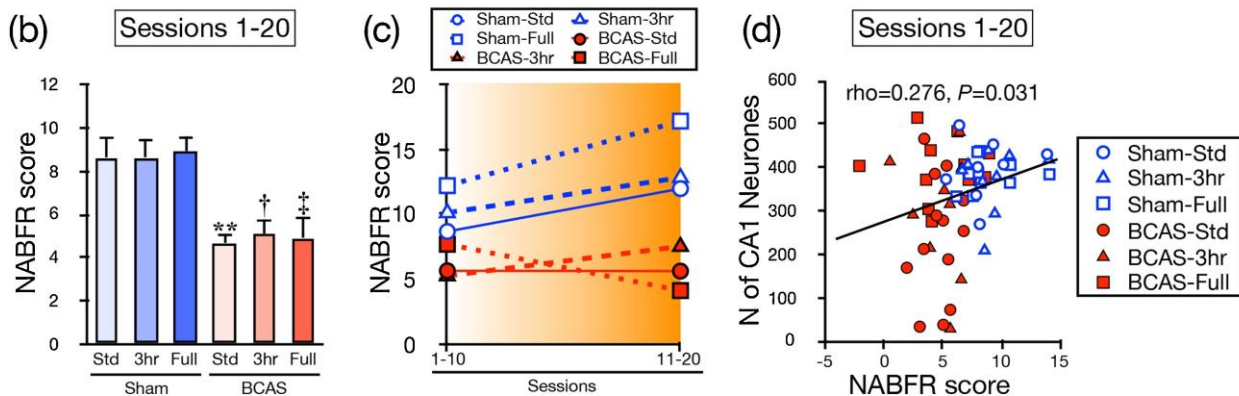 (b)
Sessions 1-20
NABFR score
12
10
8
6
4
2
0
**
†
‡
Std 3hr Full Std 3hr Full
Sham BCAS
(c)
Sham-Std Sham-3hr
Sham-Full BCAS-Std
BCAS-3hr BCAS-Full
NABFR score
20
15
10
5
0
1-10 11-20
Sessions
(d)
Sessions 1-20
rho=0.276, P=0.031
N of CA1 Neurones
600
500
400
300
200
100
0
-5 0 5 10 15
NABFR score
Sham-Std
Sham-3hr
Sham-Full
BCAS-Std
BCAS-3hr
BCAS-Full